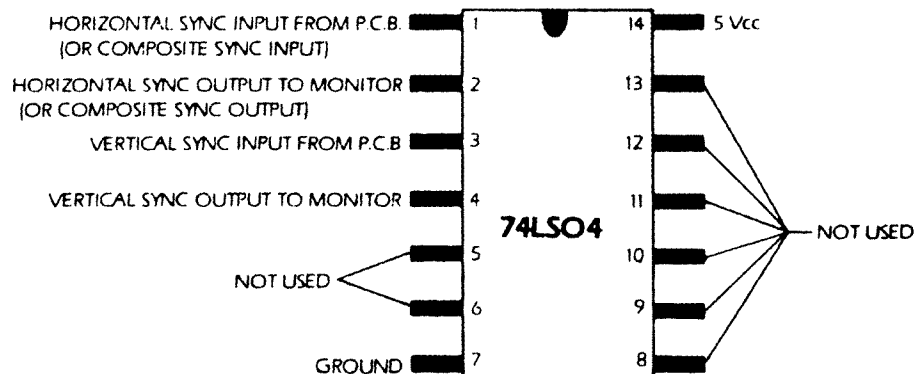 HORIZONTAL SYNC INPUT FROM P.C.B. 1 14 5 Vcc
(OR COMPOSITE SYNC INPUT)
HORIZONTAL SYNC OUTPUT TO MONITOR 2 13
(OR COMPOSITE SYNC OUTPUT)
VERTICAL SYNC INPUT FROM P.C.B 3 12
VERTICAL SYNC OUTPUT TO MONITOR 4 11
74LSO4
NOT USED
5 10
NOT USED
6 9
GROUND 7 8